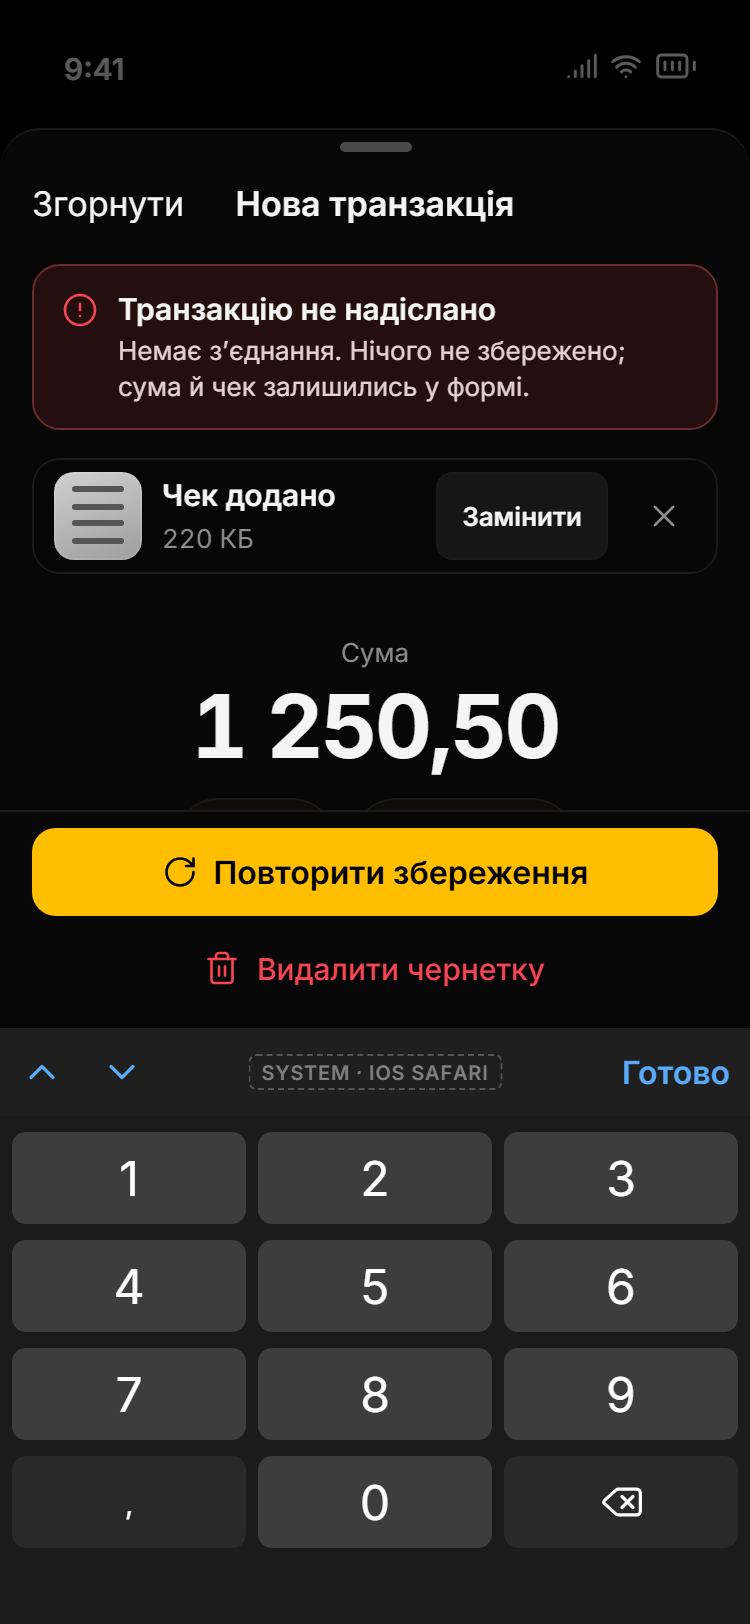 9:41
Згорнути
Нова транзакція
Транзакцію не надіслано
Немає з’єднання. Нічого не збережено;
сума й чек залишились у формі.
Чек додано
220 КБ
Замінити
Сума
1 250,50
Повторити збереження
Видалити чернетку
SYSTEM · IOS SAFARI
Готово
1 2 3
4 5 6
7 8 9
, 0